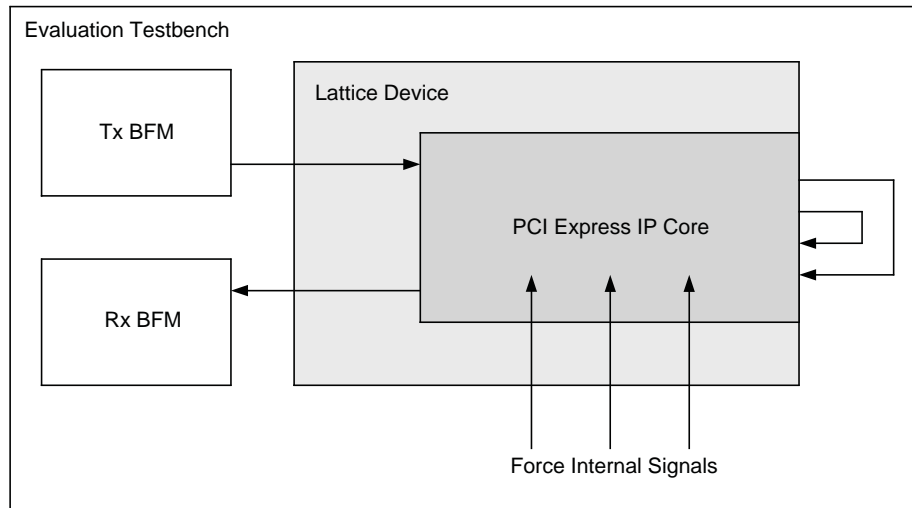 Evaluation Testbench
Lattice Device
Tx BFM
PCI Express IP Core
Rx BFM
Force Internal Signals